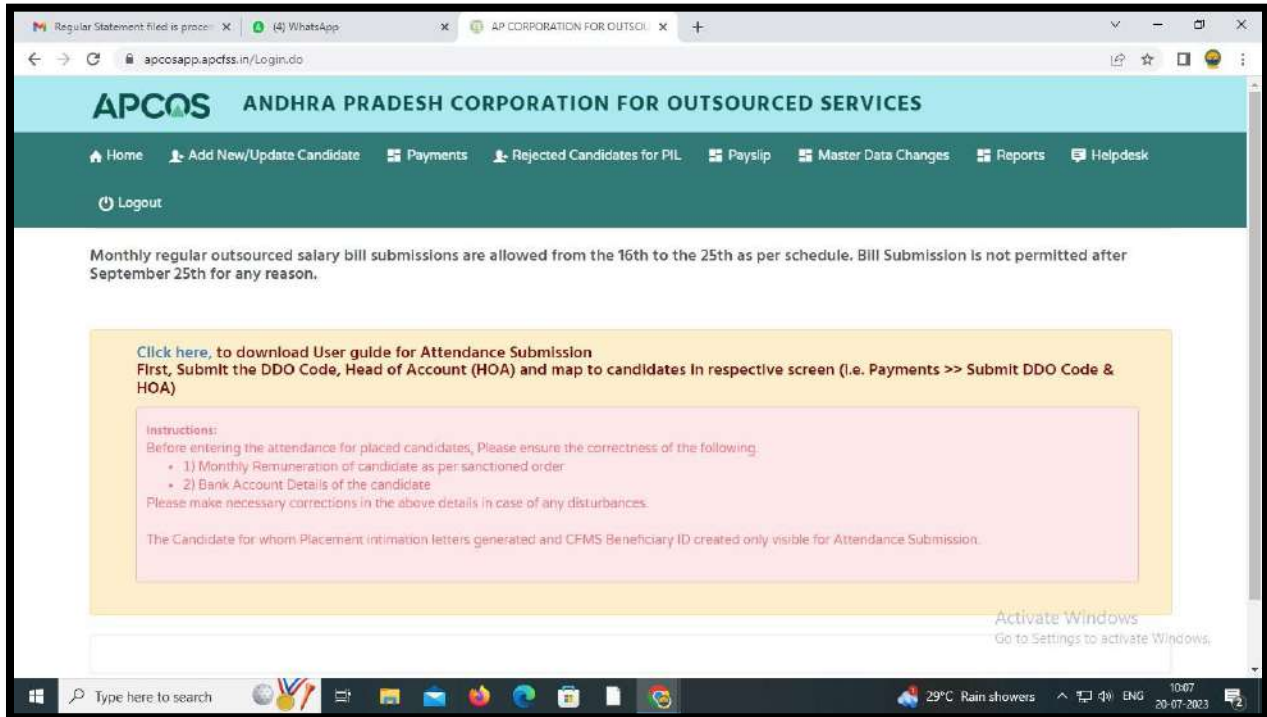 Regular Statement filed is proce
(4) WhatsApp
AP CORPORATION FOR OUTSOU
apcosapp.apcfss.in/Login.do
APCOS ANDHRA PRADESH CORPORATION FOR OUTSOURCED SERVICES
Home Add New/Update Candidate Payments Rejected Candidates for PIL Payslip Master Data Changes Reports Helpdesk
Logout
Monthly regular outsourced salary bill submissions are allowed from the 16th to the 25th as per schedule. Bill Submission is not permitted after
September 25th for any reason.
Click here, to download User guide for Attendance Submission
First, Submit the DDO Code, Head of Account (HOA) and map to candidates in respective screen (i.e. Payments >> Submit DDO Code &
HOA)
Instructions:
Before entering the attendance for placed candidates, Please ensure the correctness of the following.
• 1) Monthly Remuneration of candidate as per sanctioned order
• 2) Bank Account Details of the candidate
Please make necessary corrections in the above details in case of any disturbances.
The Candidate for whom Placement intimation letters generated and CFMS Beneficiary ID created only visible for Attendance Submission.
Activate Windows
Go to Settings to activate Windows.
Type here to search
29°C Rain showers
ENG
10:07
20-07-2023
2